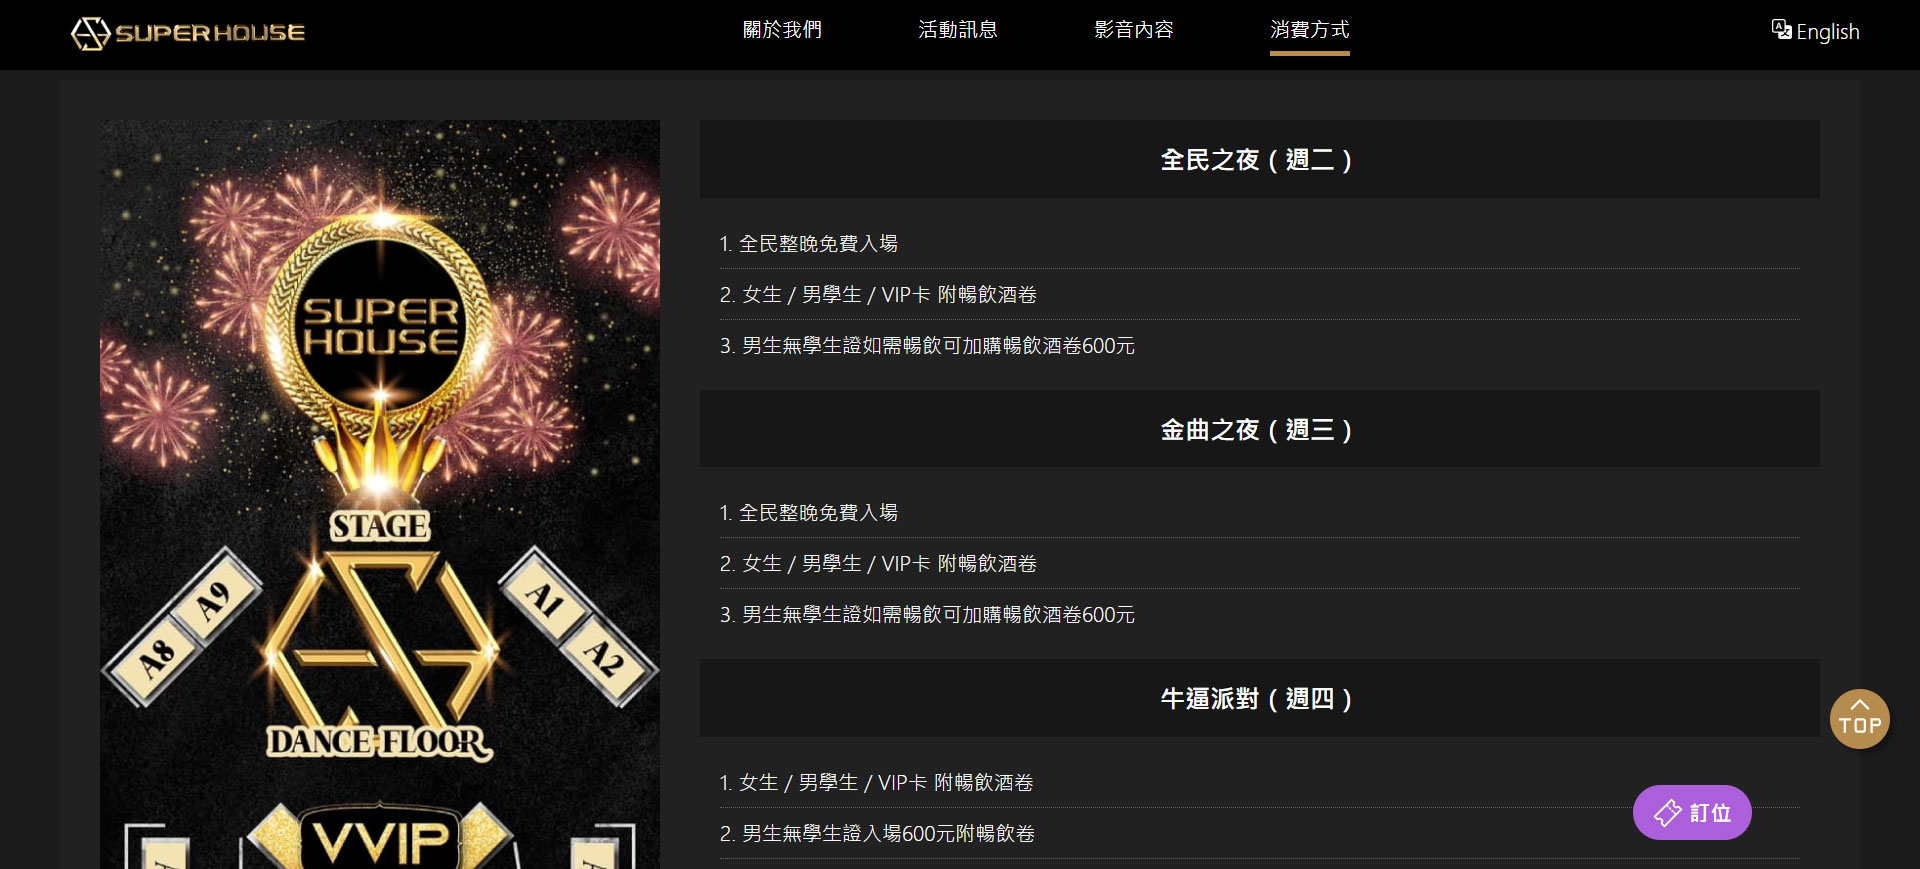 SUPER HOUSE
關於我們
活動訊息
影音內容
消費方式
English
SUPER
HOUSE
STAGE
A9
A8
A1
A2
DANCE FLOOR
VVIP
全民之夜 ( 週二 )
1. 全民整晚免費入場
2. 女生 / 男學生 / VIP卡 附暢飲酒卷
3. 男生無學生證如需暢飲可加購暢飲酒卷600元
金曲之夜 ( 週三 )
1. 全民整晚免費入場
2. 女生 / 男學生 / VIP卡 附暢飲酒卷
3. 男生無學生證如需暢飲可加購暢飲酒卷600元
牛逼派對 ( 週四 )
1. 女生 / 男學生 / VIP卡 附暢飲酒卷
2. 男生無學生證入場600元附暢飲卷
TOP
訂位